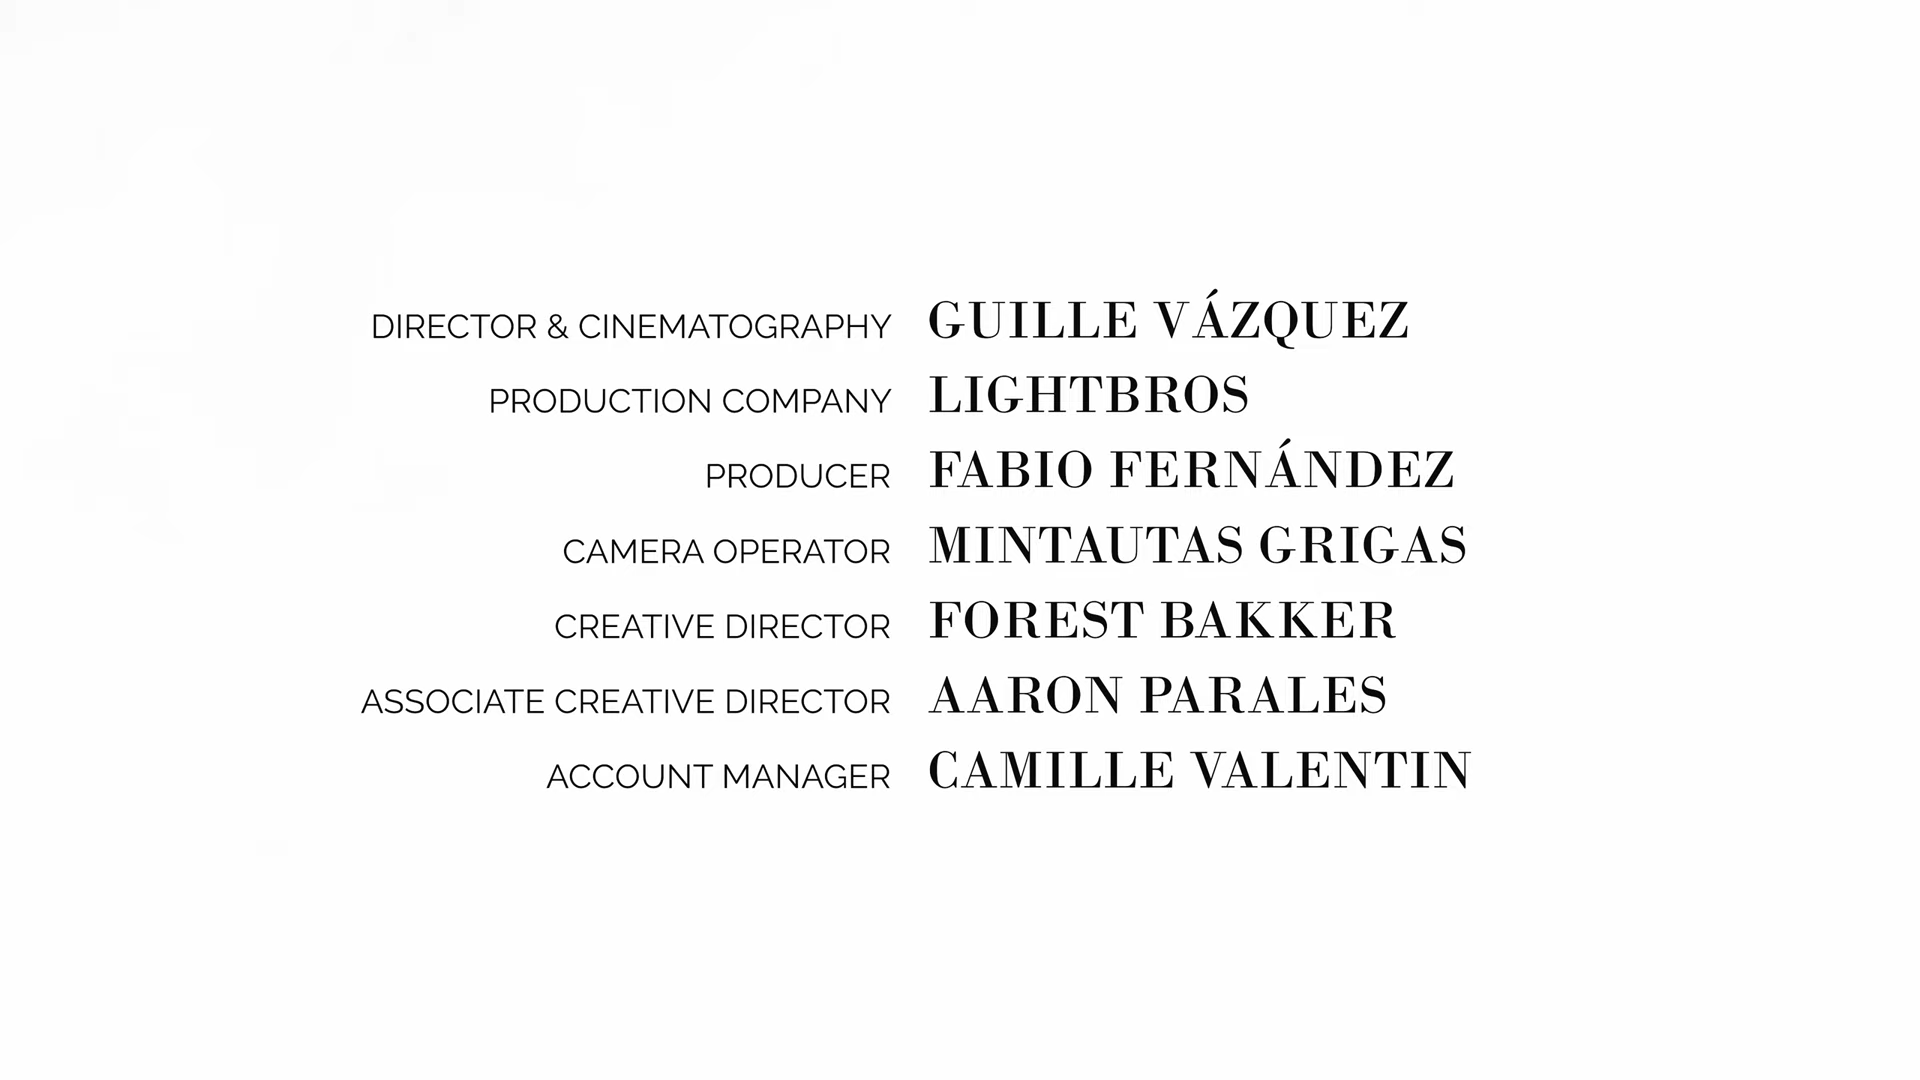 DIRECTOR & CINEMATOGRAPHY GUILLE VÁZQUEZ
PRODUCTION COMPANY LIGHTBROS
PRODUCER FABIO FERNÁNDEZ
CAMERA OPERATOR MINTAUTAS GRIGAS
CREATIVE DIRECTOR FOREST BAKKER
ASSOCIATE CREATIVE DIRECTOR AARON PARALES
ACCOUNT MANAGER CAMILLE VALENTIN